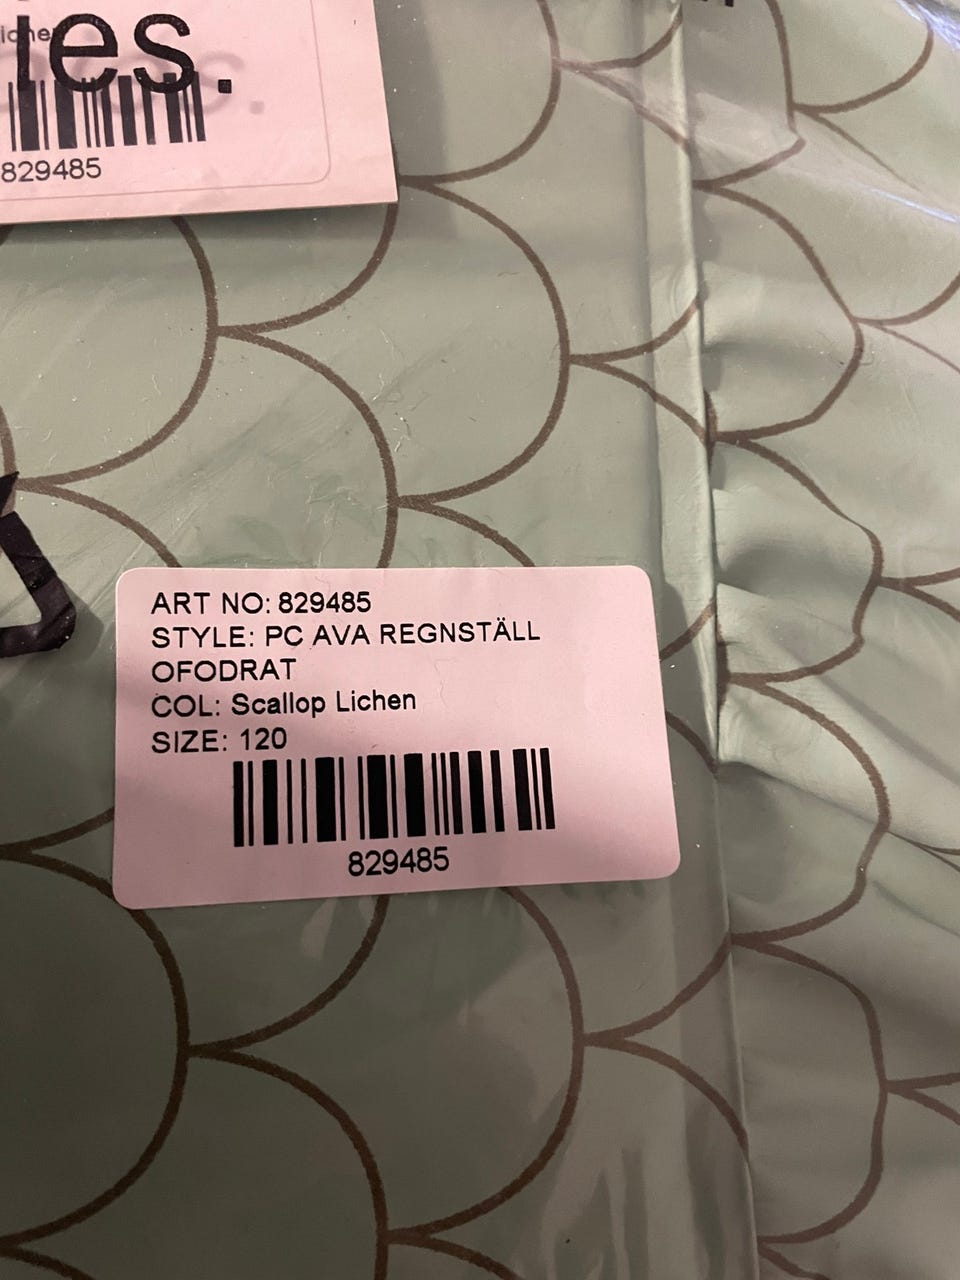 ies.
829485
ART NO: 829485
STYLE: PC AVA REGNSTÄLL
OFODRAT
COL: Scallop Lichen
SIZE: 120
829485